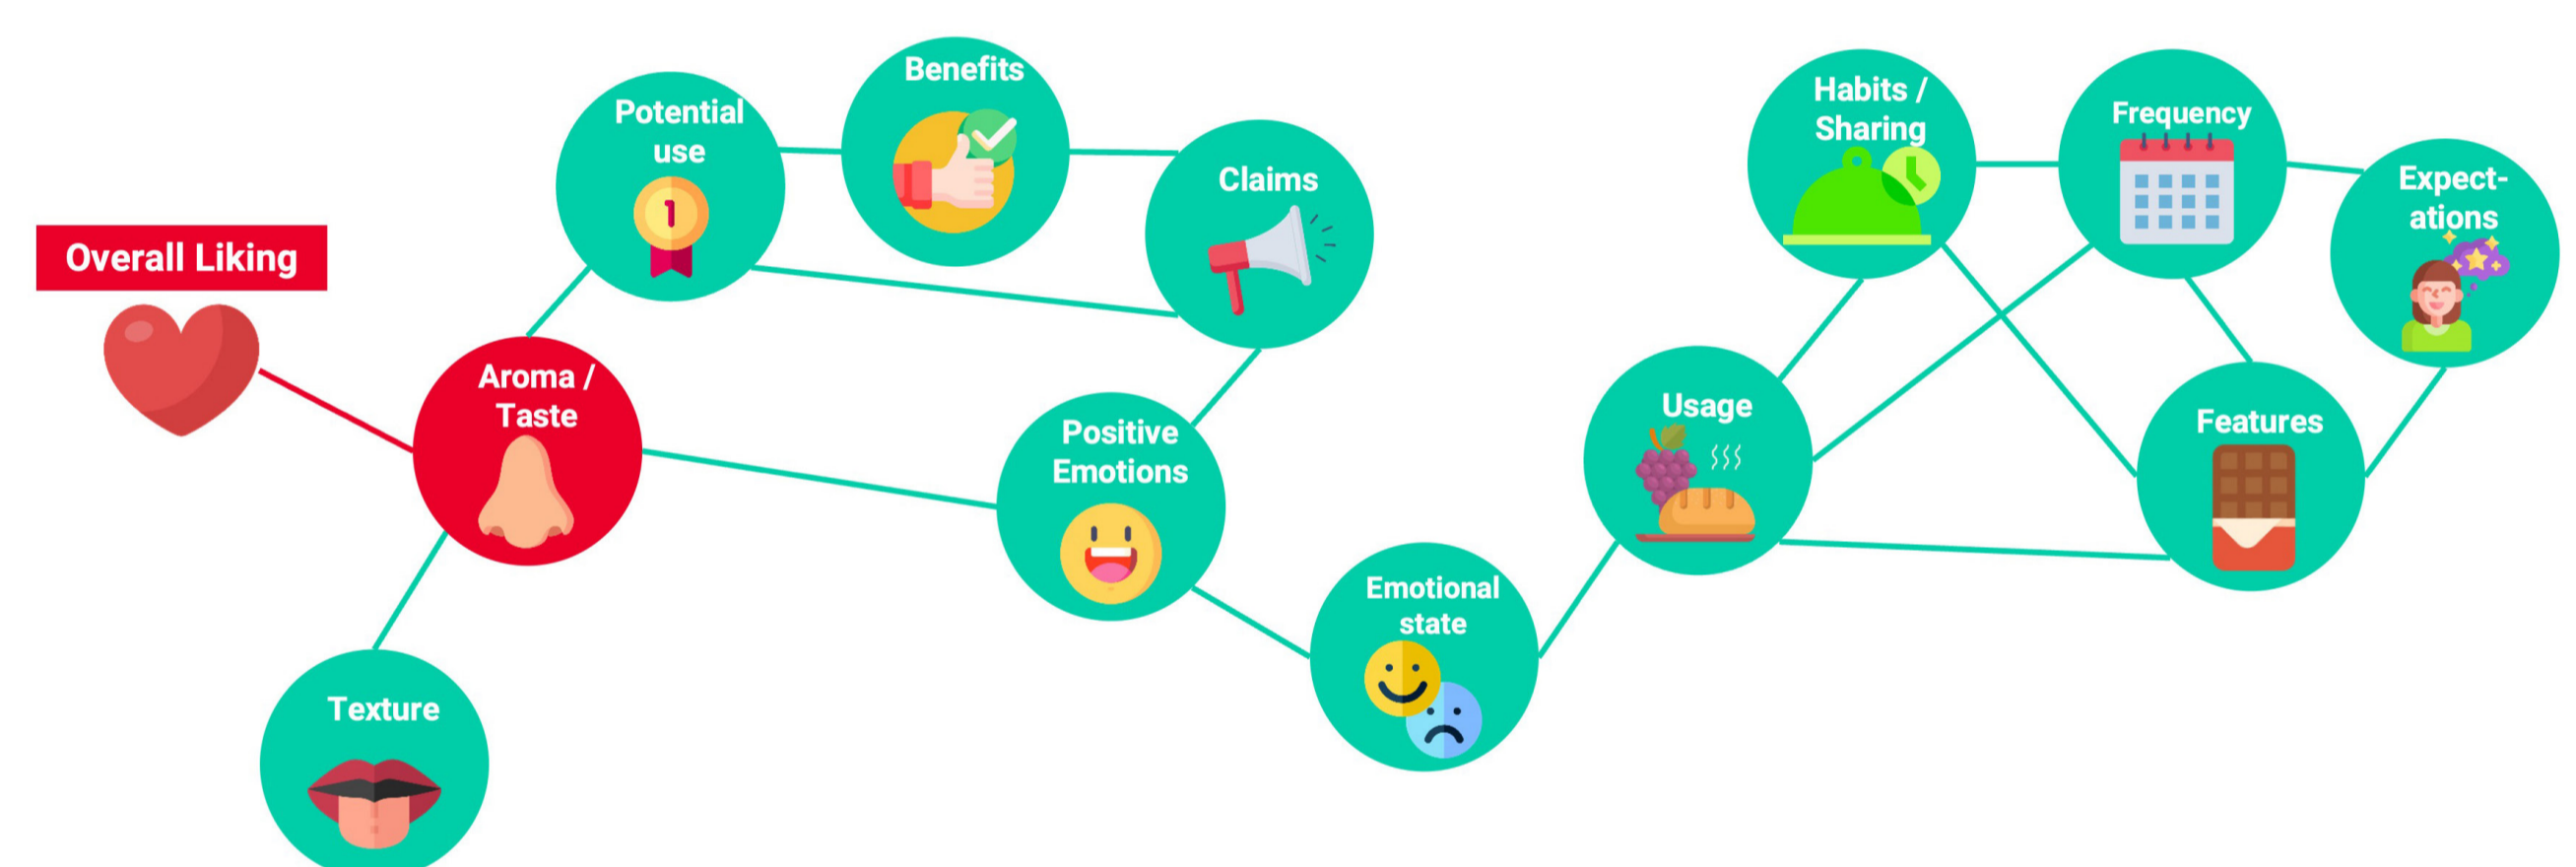 Overall Liking
Aroma /
Taste
Texture
Potential
use
Benefits
Claims
Positive
Emotions
Emotional
state
Usage
Habits /
Sharing
Frequency
Expect-
ations
Features
1